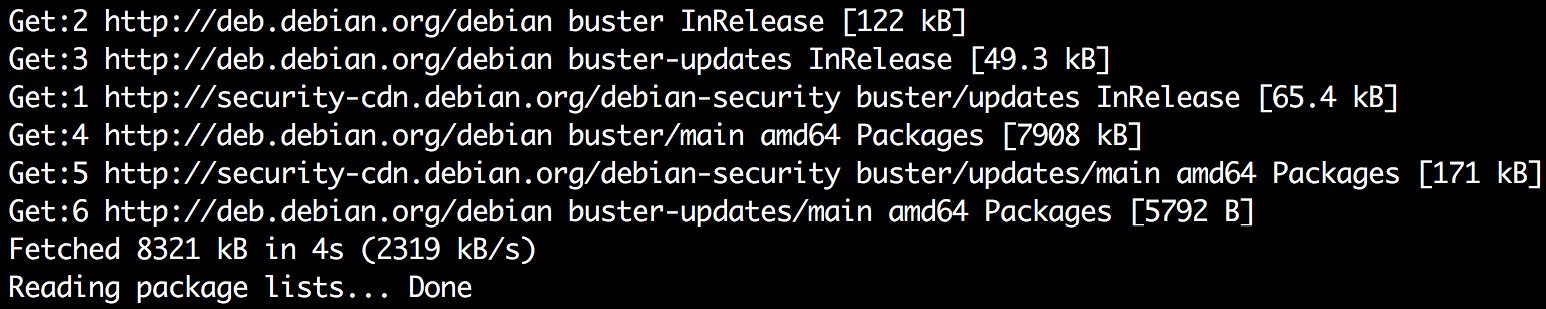 Get:2 http://deb.debian.org/debian buster InRelease [122 kB]
Get:3 http://deb.debian.org/debian buster-updates InRelease [49.3 kB]
Get:1 http://security-cdn.debian.org/debian-security buster/updates InRelease [65.4 kB]
Get:4 http://deb.debian.org/debian buster/main amd64 Packages [7908 kB]
Get:5 http://security-cdn.debian.org/debian-security buster/updates/main amd64 Packages [171 kB]
Get:6 http://deb.debian.org/debian buster-updates/main amd64 Packages [5792 B]
Fetched 8321 kB in 4s (2319 kB/s)
Reading package lists... Done